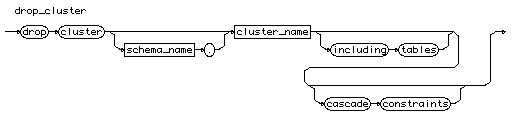 drop_cluster
drop cluster schema_name . cluster_name including tables
cascade constraints